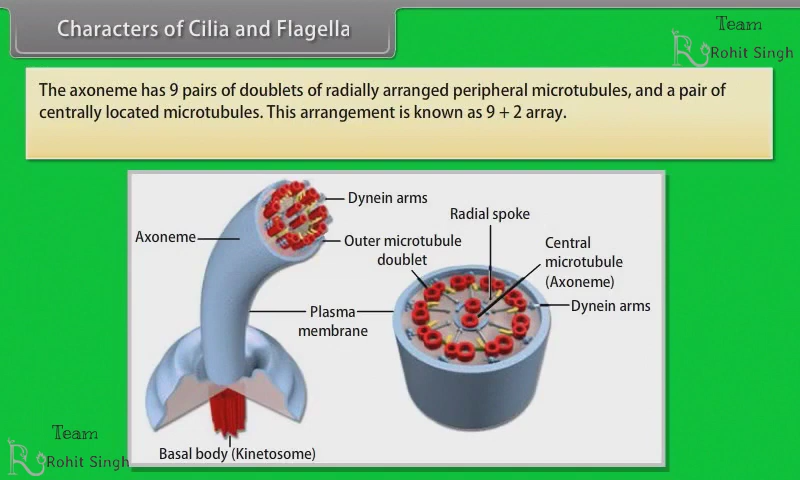 Characters of Cilia and Flagella
Team
Rohit Singh
The axoneme has 9 pairs of doublets of radially arranged peripheral microtubules, and a pair of
centrally located microtubules. This arrangement is known as 9 + 2 array.
Dynein arms
Radial spoke
Axoneme
Outer microtubule
doublet
Central
microtubule
(Axoneme)
Dynein arms
Plasma
membrane
Basal body (Kinetosome)
Team
Rohit Singh